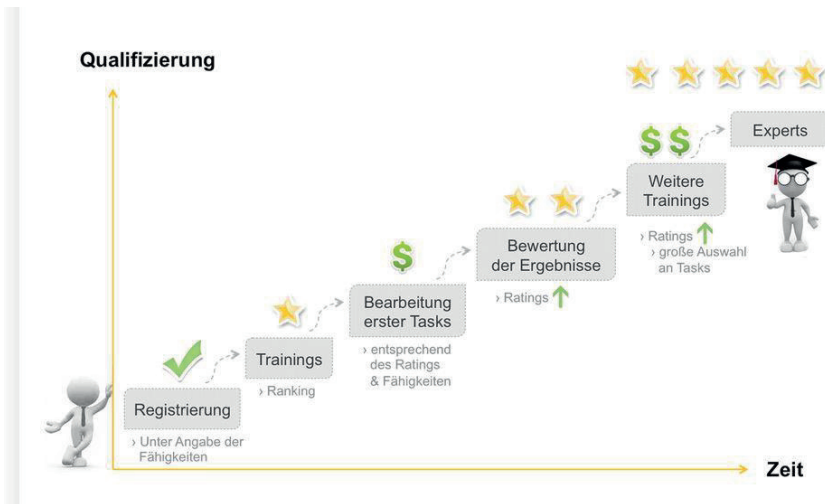 Qualifizierung
Experts
$ $
Weitere
Trainings
› Ratings
› große Auswahl
an Tasks
Bewertung
der Ergebnisse
› Ratings
$
Bearbeitung
erster Tasks
› entsprechend
des Ratings
& Fähigkeiten
Trainings
› Ranking
Registrierung
› Unter Angabe der
Fähigkeiten
Zeit